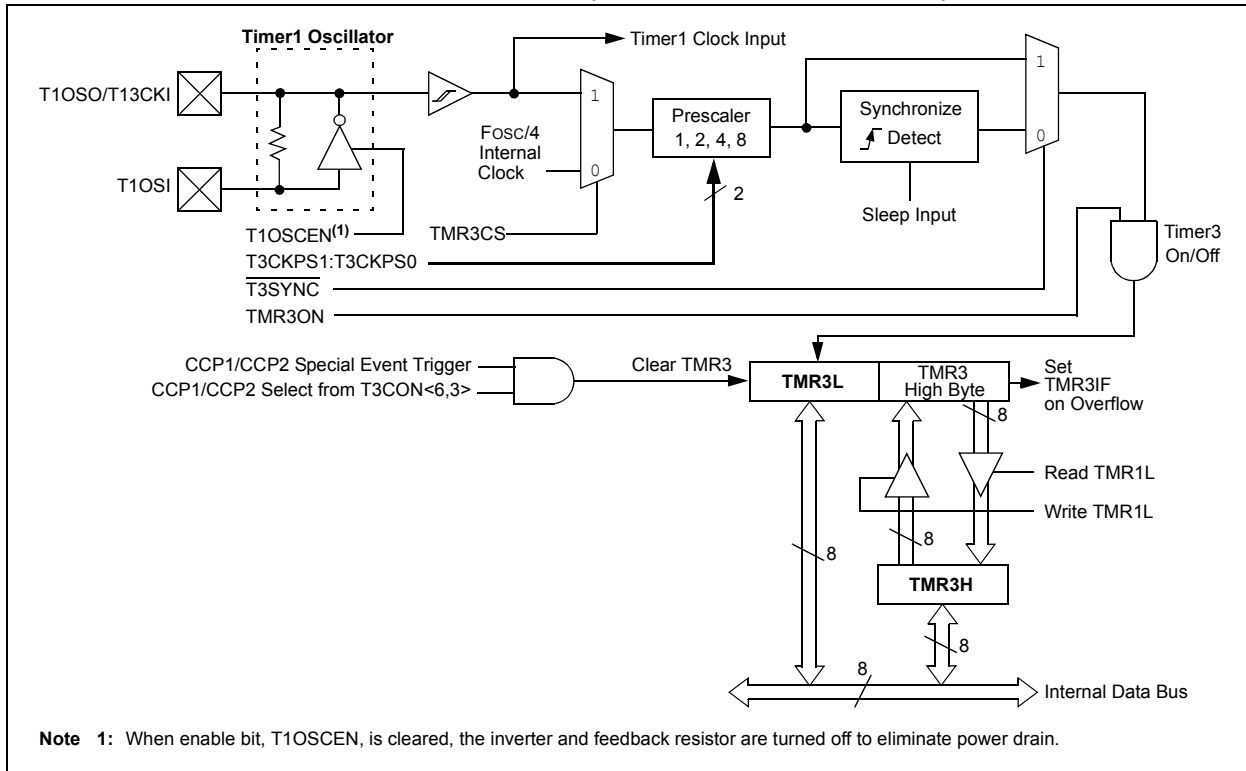 Timer1 Oscillator
Timer1 Clock Input
T1OSO/T13CKI
1
1
Prescaler
1, 2, 4, 8
Synchronize
Detect
FOSC/4
Internal
Clock
0
0
T1OSI
2
Sleep Input
T1OSCEN(1)
TMR3CS
Timer3
On/Off
T3CKPS1:T3CKPS0
T3SYNC
TMR3ON
CCP1/CCP2 Special Event Trigger
CCP1/CCP2 Select from T3CON<6,3>
Clear TMR3
TMR3L
TMR3
High Byte
Set
TMR3IF
on Overflow
8
Read TMR1L
Write TMR1L
8
8
TMR3H
8
8
Internal Data Bus
Note 1: When enable bit, T1OSCEN, is cleared, the inverter and feedback resistor are turned off to eliminate power drain.